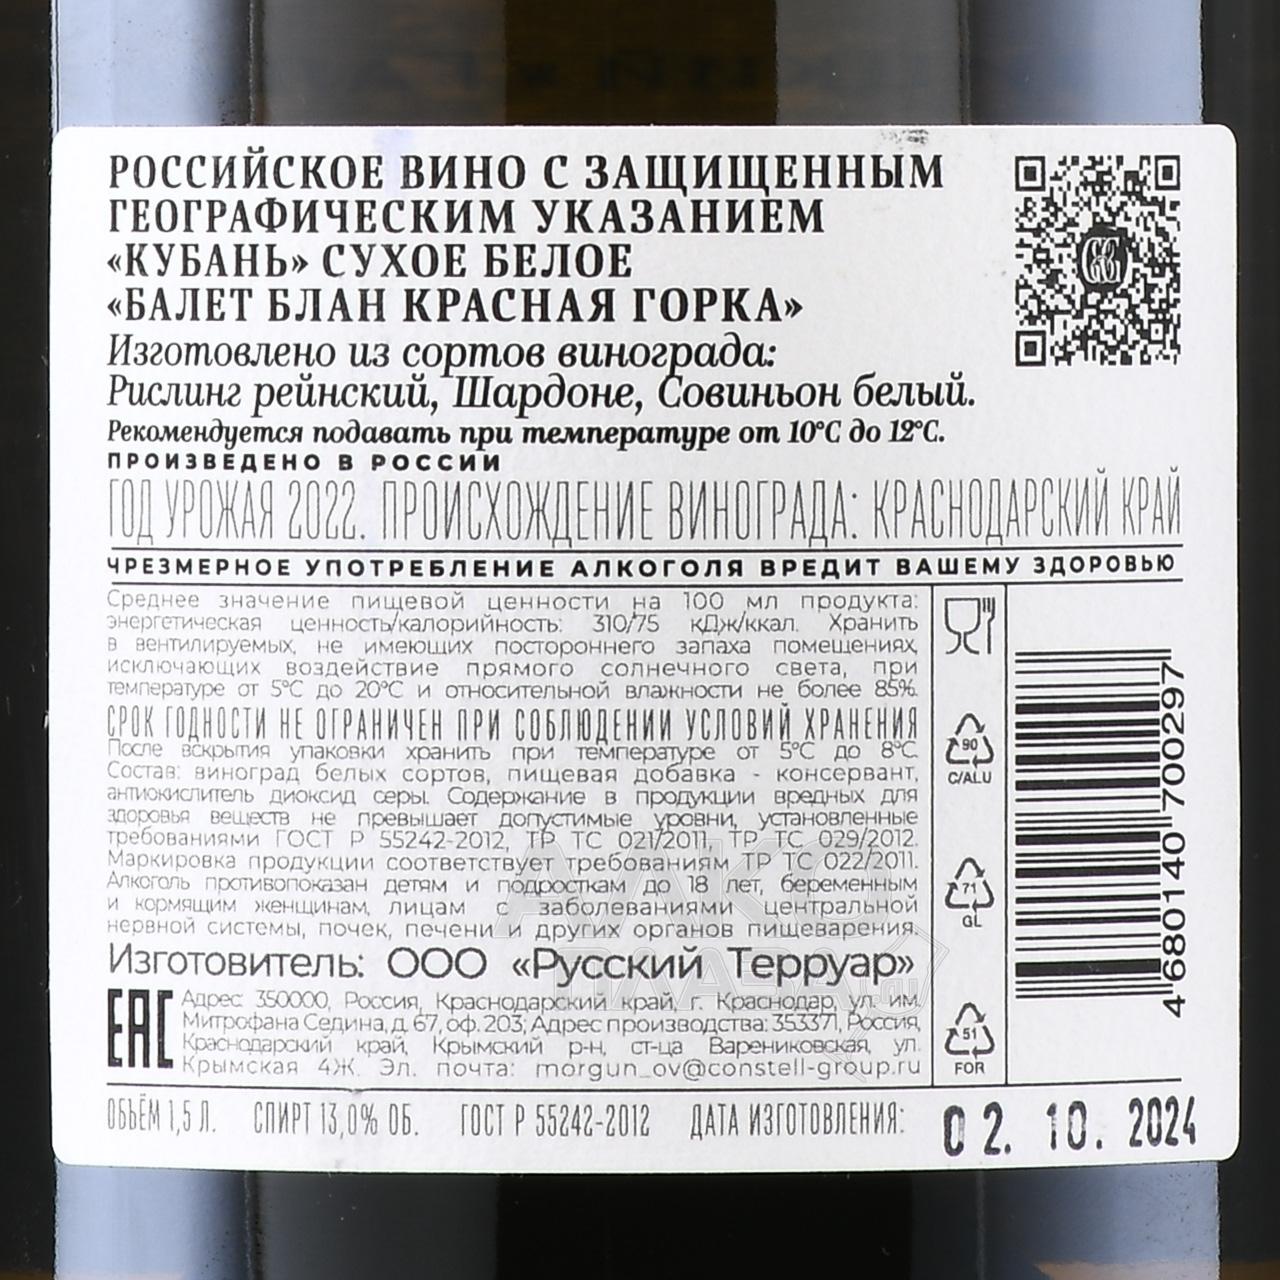 РОССИЙСКОЕ ВИНО С ЗАЩИЩЕННЫМ
ГЕОГРАФИЧЕСКИМ УКАЗАНИЕМ
«КУБАНЬ» СУХОЕ БЕЛОЕ
«БАЛЕТ БЛАН КРАСНАЯ ГОРКА»
Изготовлено из сортов винограда:
Рислинг рейнский, Шардоне, Совиньон белый.
Рекомендуется подавать при температуре от 10°С до 12°С.
ПРОИЗВЕДЕНО В РОССИИ
ГОД УРОЖАЯ 2022. ПРОИСХОЖДЕНИЕ ВИНОГРАДА: КРАСНОДАРСКИЙ КРАЙ
ЧРЕЗМЕРНОЕ УПОТРЕБЛЕНИЕ АЛКОГОЛЯ ВРЕДИТ ВАШЕМУ ЗДОРОВЬЮ
Среднее значение пищевой ценности на 100 мл продукта:
энергетическая ценность/калорийность: 310/75 кДж/ккал. Хранить
в вентилируемых, не имеющих постороннего запаха помещениях,
исключающих воздействие прямого солнечного света, при
температуре от 5°С до 20°С и относительной влажности не более 85%.
СРОК ГОДНОСТИ НЕ ОГРАНИЧЕН ПРИ СОБЛЮДЕНИИ УСЛОВИЙ ХРАНЕНИЯ
После вскрытия упаковки хранить при температуре от 5°С до 8°С.
Состав: виноград белых сортов, пищевая добавка - консервант,
антиокислитель диоксид серы. Содержание в продукции вредных для
здоровья веществ не превышает допустимые уровни, установленные
требованиями ГОСТ Р 55242-2012, ТР ТС 021/2011, ТР ТС 029/2012.
Маркировка продукции соответствует требованиям ТР ТС 022/2011.
Алкоголь противопоказан детям и подросткам до 18 лет, беременным
и кормящим женщинам, лицам с заболеваниями центральной
нервной системы, почек, печени и других органов пищеварения.
Изготовитель: ООО «Русский Терруар»
EAC
Адрес: 350000, Россия, Краснодарский край, г. Краснодар, ул. им.
Митрофана Седина, д. 67, оф. 203; Адрес производства: 353371, Россия,
Краснодарский край, Крымский р-н, ст-ца Варениковская, ул.
Крымская 4Ж. Эл. почта: morgun_ov@constell-group.ru
90
C/ALU
71
GL
51
FOR
4680140700297
ОБЪЁМ 1,5 Л. СПИРТ 13,0% ОБ. ГОСТ Р 55242-2012 ДАТА ИЗГОТОВЛЕНИЯ: 02. 10. 2024
АЛКО
ПЛАЗА.ru